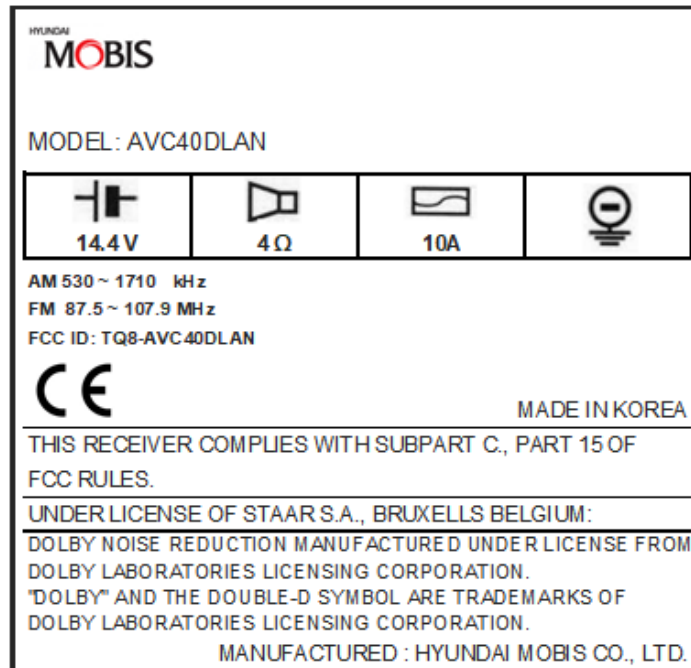 HYUNDAI
MOBIS
MODEL: AVC40DLAN
14.4 V 4 Ω 10A
AM 530 ~ 1710 kHz
FM 87.5 ~ 107.9 MHz
FCC ID: TQ8-AVC40DLAN
CE
MADE IN KOREA
THIS RECEIVER COMPLIES WITH SUBPART C., PART 15 OF
FCC RULES.
UNDER LICENSE OF STAAR S.A., BRUXELLS BELGIUM:
DOLBY NOISE REDUCTION MANUFACTURED UNDER LICENSE FROM
DOLBY LABORATORIES LICENSING CORPORATION.
"DOLBY" AND THE DOUBLE-D SYMBOL ARE TRADEMARKS OF
DOLBY LABORATORIES LICENSING CORPORATION.
MANUFACTURED : HYUNDAI MOBIS CO., LTD.